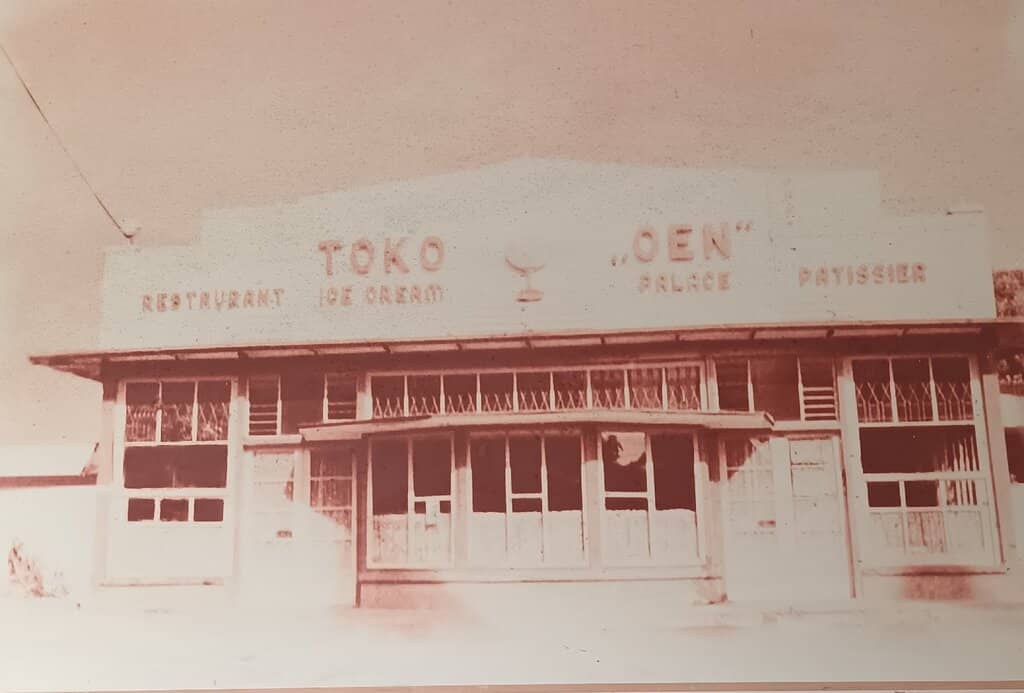 TOKO „OEN“
RESTAURANT ICE CREAM PALACE PATISSIER